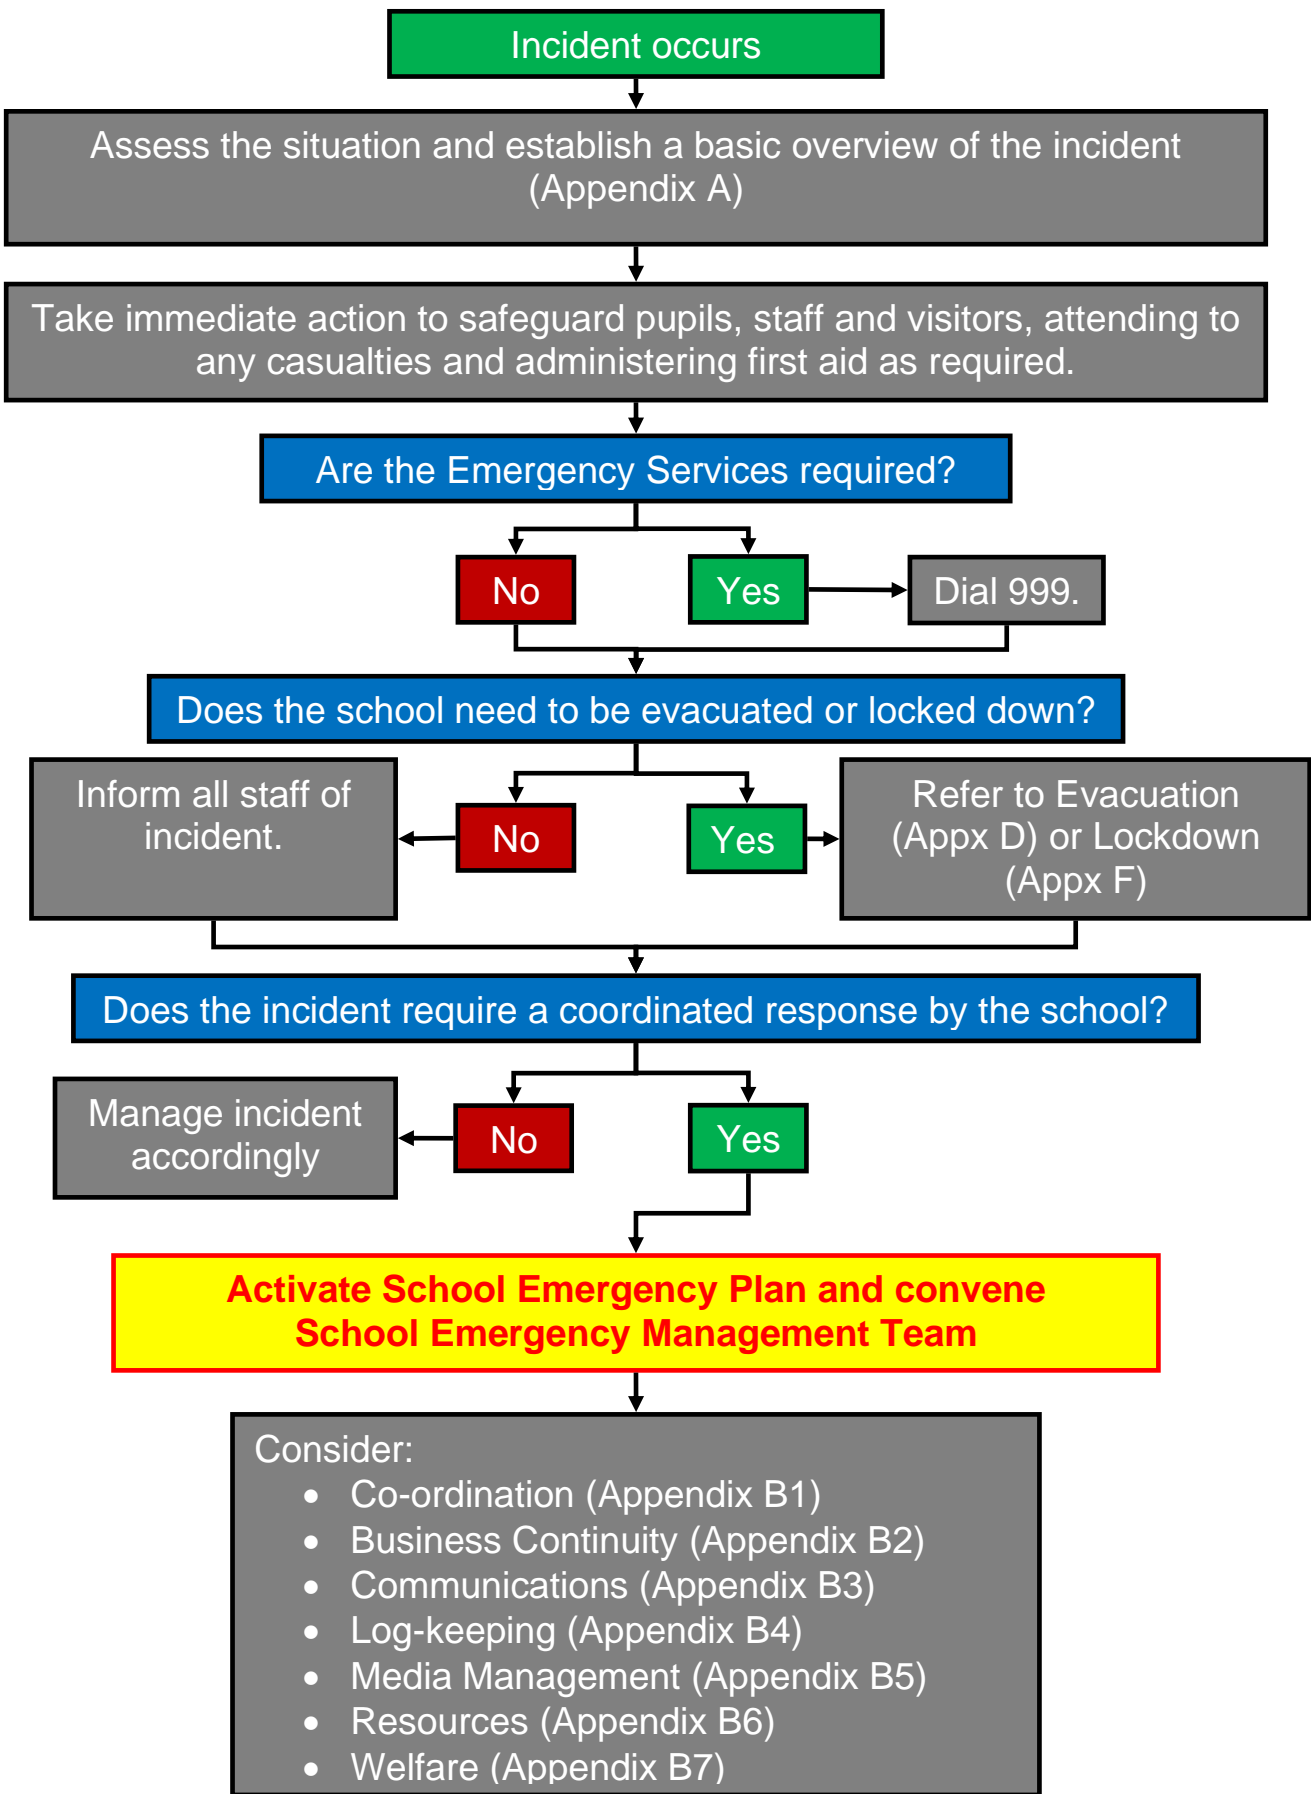 Incident occurs
Assess the situation and establish a basic overview of the incident
(Appendix A)
Take immediate action to safeguard pupils, staff and visitors, attending to
any casualties and administering first aid as required.
Are the Emergency Services required?
No
Yes
Dial 999.
Does the school need to be evacuated or locked down?
Inform all staff of
incident.
No
Yes
Refer to Evacuation
(Appx D) or Lockdown
(Appx F)
Does the incident require a coordinated response by the school?
Manage incident
accordingly
No
Yes
Activate School Emergency Plan and convene
School Emergency Management Team
Consider:
• Co-ordination (Appendix B1)
• Business Continuity (Appendix B2)
• Communications (Appendix B3)
• Log-keeping (Appendix B4)
• Media Management (Appendix B5)
• Resources (Appendix B6)
• Welfare (Appendix B7)